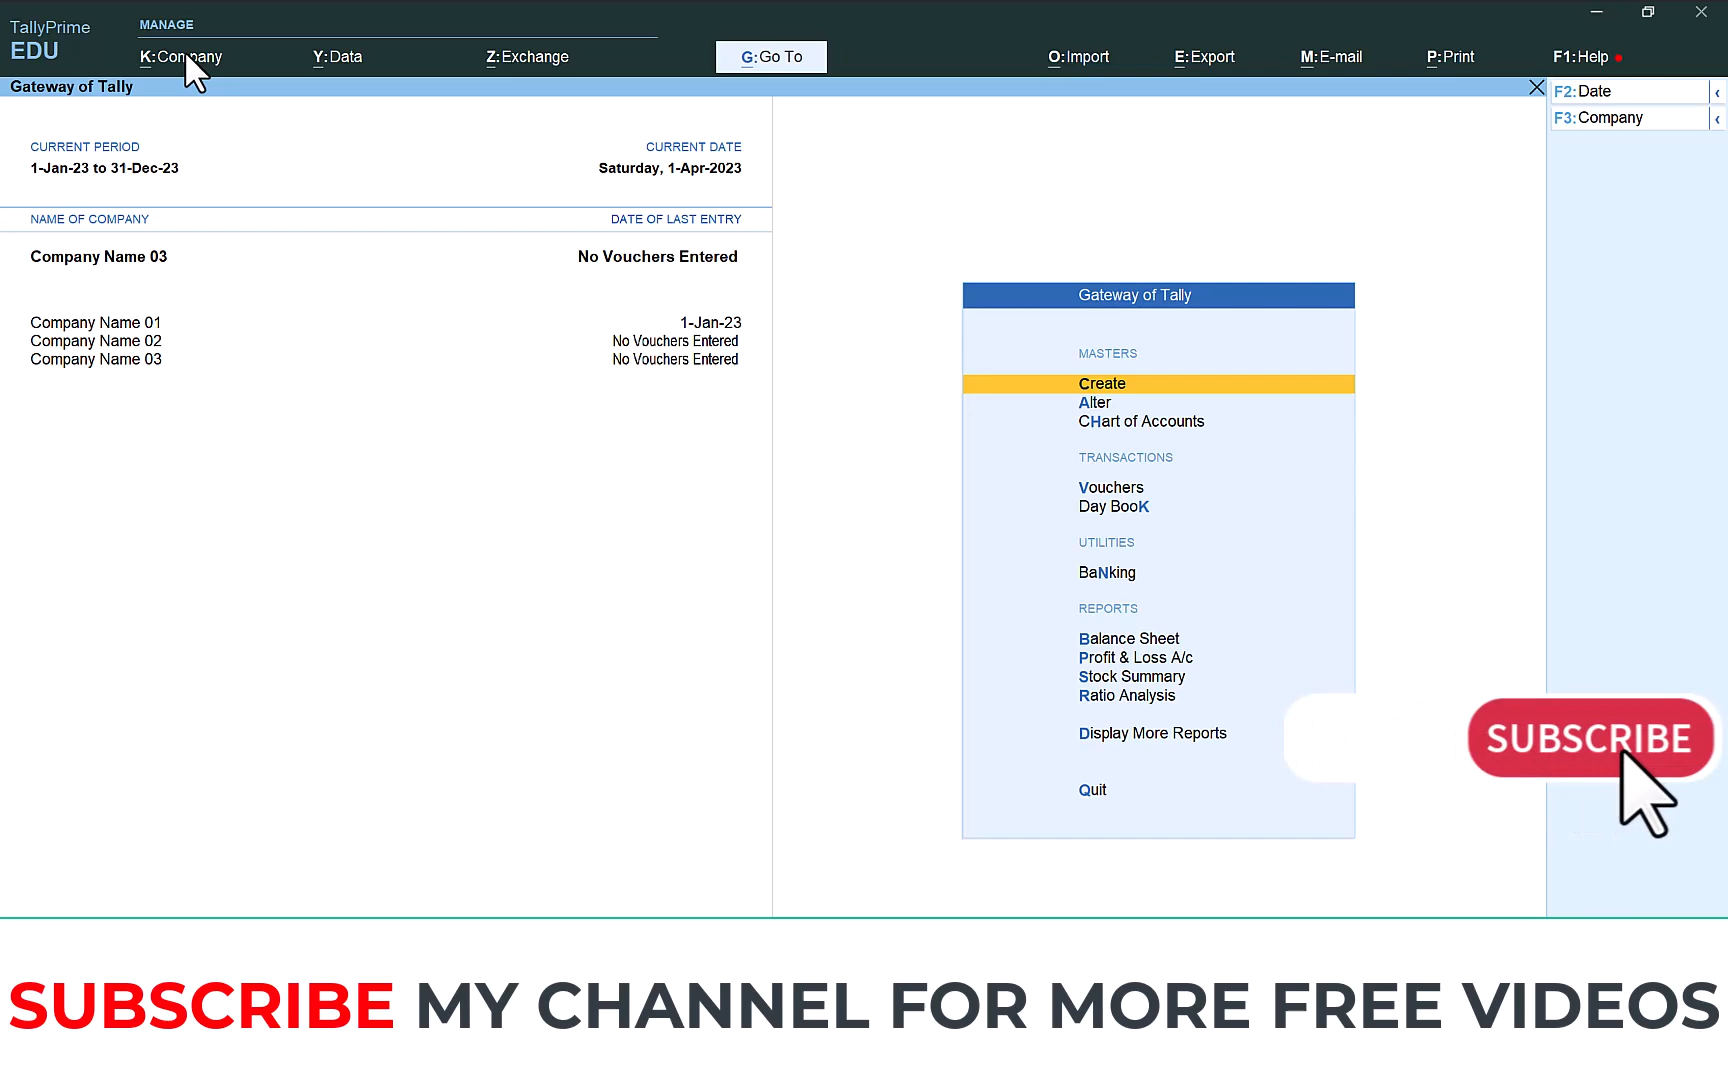 TallyPrime
EDU
MANAGE
K:Company
Y:Data
Z:Exchange
G:Go To
O:Import
E:Export
M:E-mail
P:Print
F1:Help
Gateway of Tally
F2:Date
F3:Company
CURRENT PERIOD
CURRENT DATE
1-Jan-23 to 31-Dec-23
Saturday, 1-Apr-2023
NAME OF COMPANY
DATE OF LAST ENTRY
Company Name 03
No Vouchers Entered
Company Name 01
1-Jan-23
Company Name 02
No Vouchers Entered
Company Name 03
No Vouchers Entered
Gateway of Tally
MASTERS
Create
Alter
CHart of Accounts
TRANSACTIONS
Vouchers
Day BooK
UTILITIES
BaNking
REPORTS
Balance Sheet
Profit & Loss A/c
Stock Summary
Ratio Analysis
Display More Reports
Quit
SUBSCRIBE
SUBSCRIBE MY CHANNEL FOR MORE FREE VIDEOS